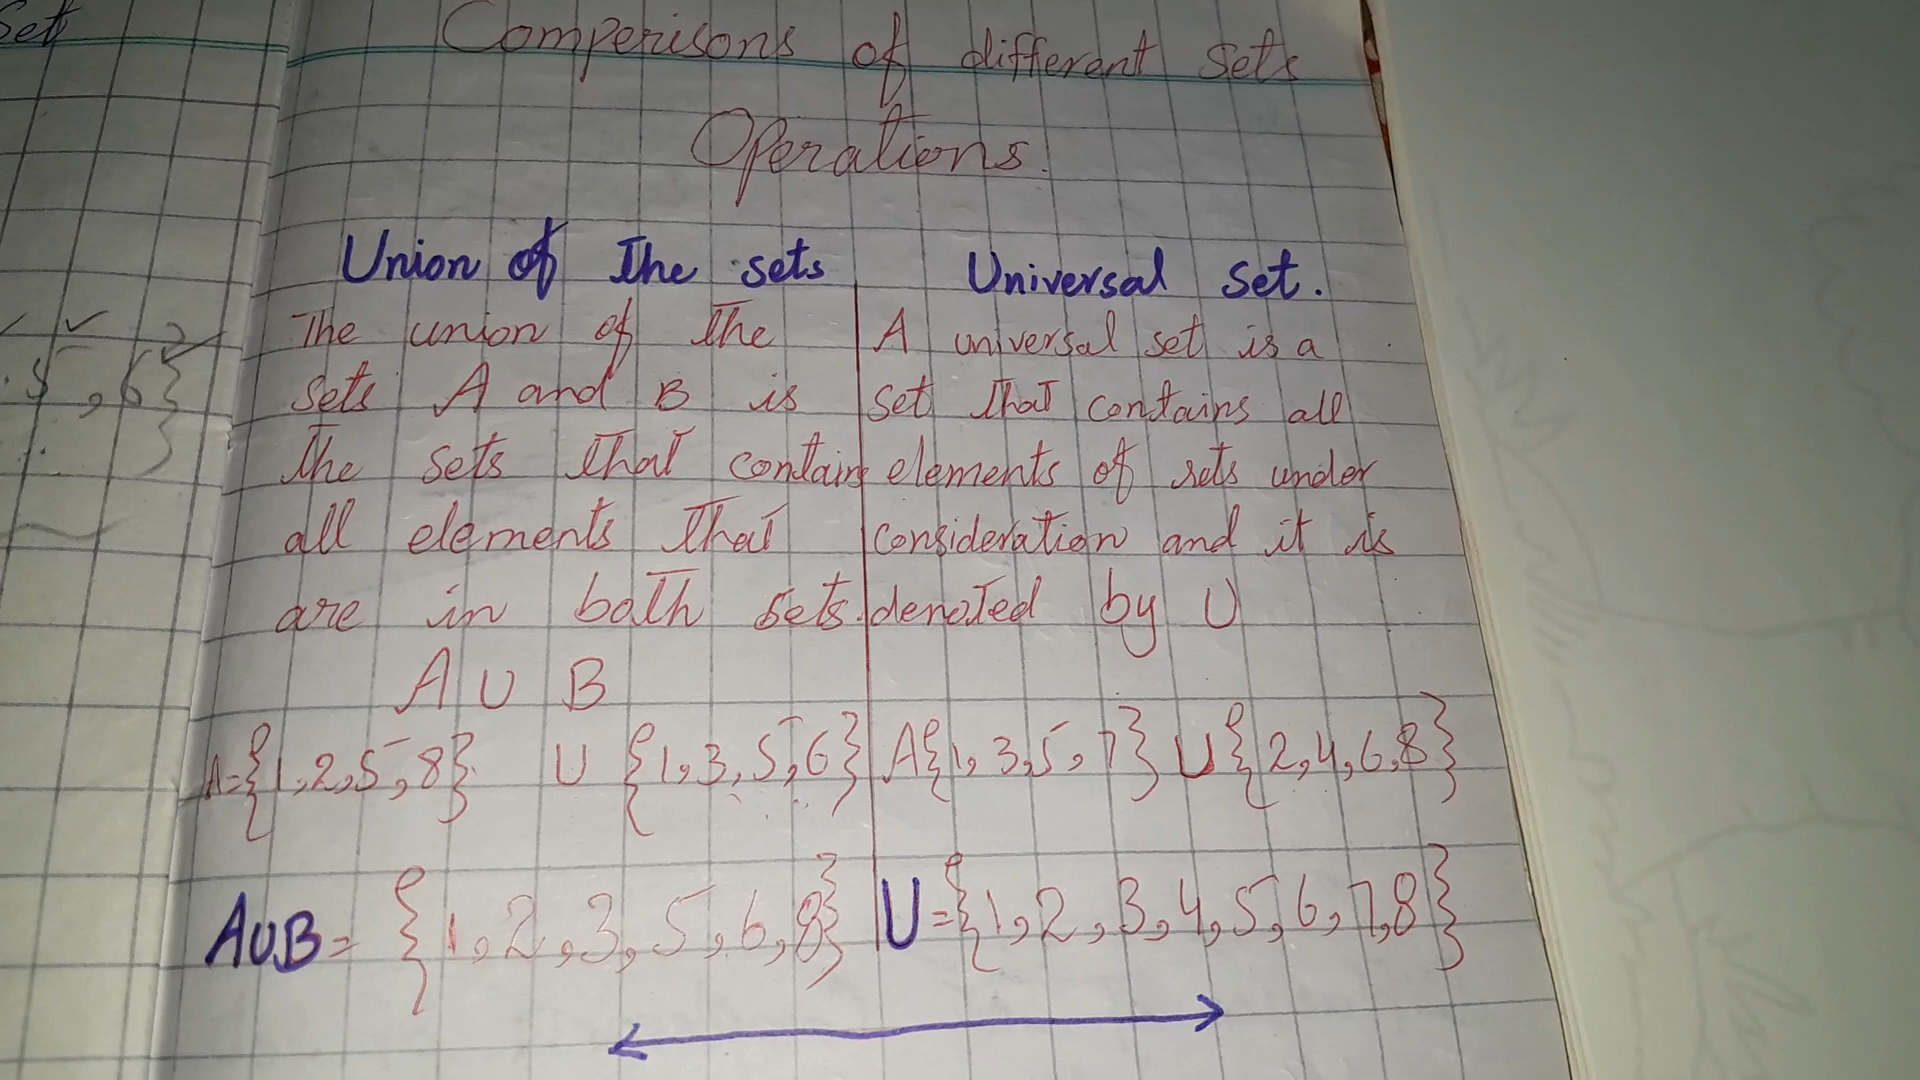 Set
Comperisons of different Sets
Operations.
Union of The sets
The union of The
sets A and B is
The sets That contains
all elements That
are in both sets.
A U B
A={1,2,5,8} U {1,3,5,6}
AUB= {1,2,3,5,6,8}
Universal Set.
A universal set is a
set that contains all
elements of sets under
consideration and it is
denoted by U
A{1,3,5,7} U{2,4,6,8}
U={1,2,3,4,5,6,7,8}
5,6}